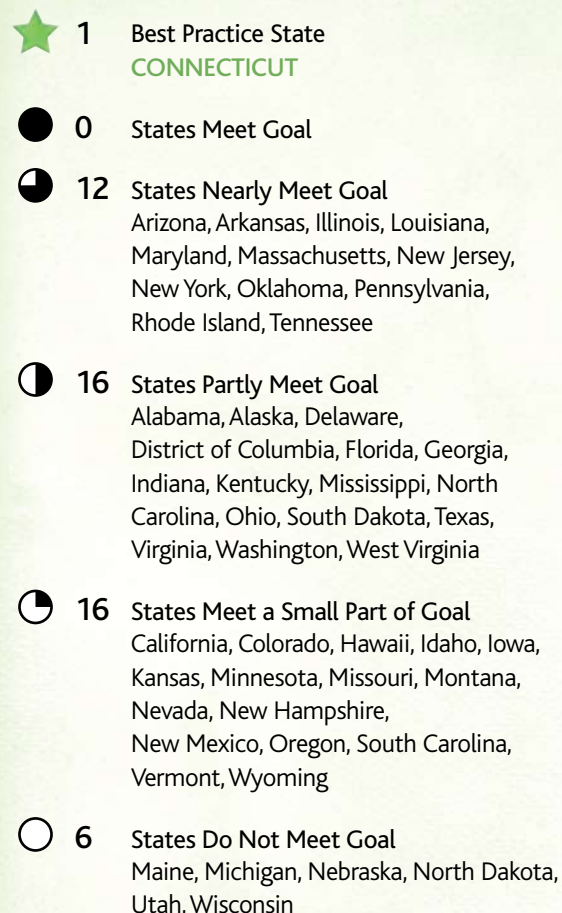 1 Best Practice State
CONNECTICUT
0 States Meet Goal
12 States Nearly Meet Goal
Arizona, Arkansas, Illinois, Louisiana,
Maryland, Massachusetts, New Jersey,
New York, Oklahoma, Pennsylvania,
Rhode Island, Tennessee
16 States Partly Meet Goal
Alabama, Alaska, Delaware,
District of Columbia, Florida, Georgia,
Indiana, Kentucky, Mississippi, North
Carolina, Ohio, South Dakota, Texas,
Virginia, Washington, West Virginia
16 States Meet a Small Part of Goal
California, Colorado, Hawaii, Idaho, Iowa,
Kansas, Minnesota, Missouri, Montana,
Nevada, New Hampshire,
New Mexico, Oregon, South Carolina,
Vermont, Wyoming
6 States Do Not Meet Goal
Maine, Michigan, Nebraska, North Dakota,
Utah, Wisconsin